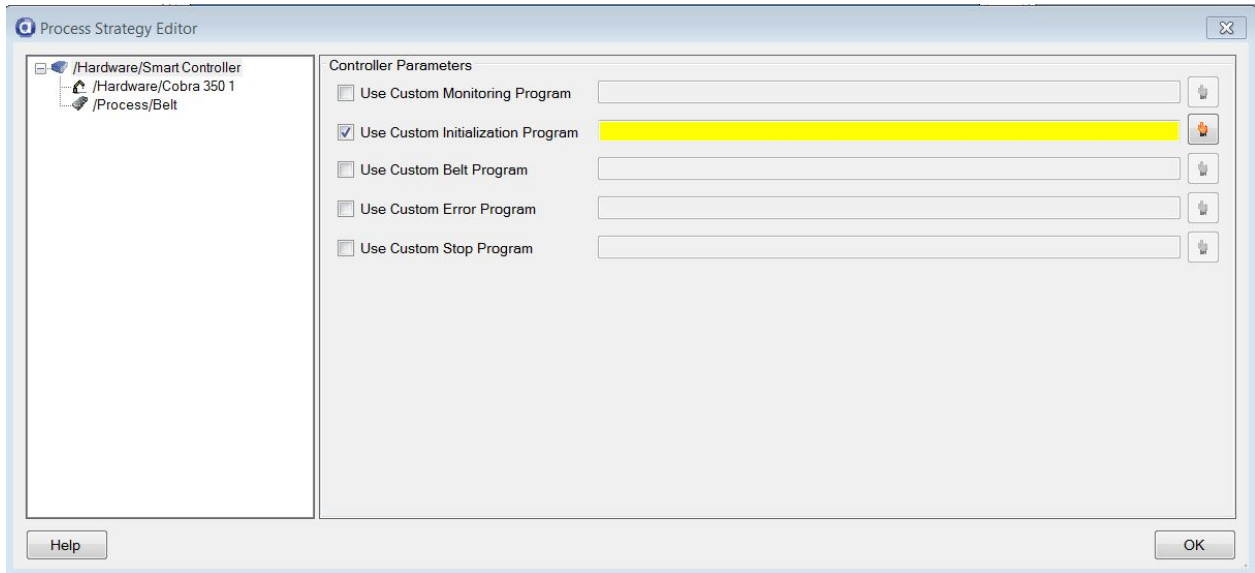 Process Strategy Editor
/Hardware/Smart Controller
/Hardware/Cobra 350 1
/Process/Belt
Controller Parameters
Use Custom Monitoring Program
Use Custom Initialization Program
Use Custom Belt Program
Use Custom Error Program
Use Custom Stop Program
Help
OK